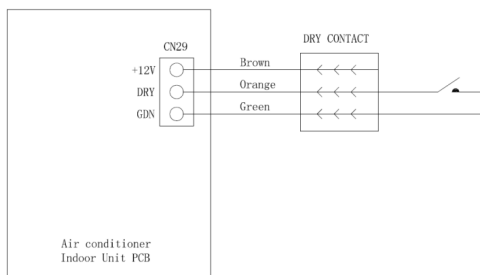 CN29
DRY CONTACT
+12V
Brown
DRY
Orange
GDN
Green
Air conditioner
Indoor Unit PCB